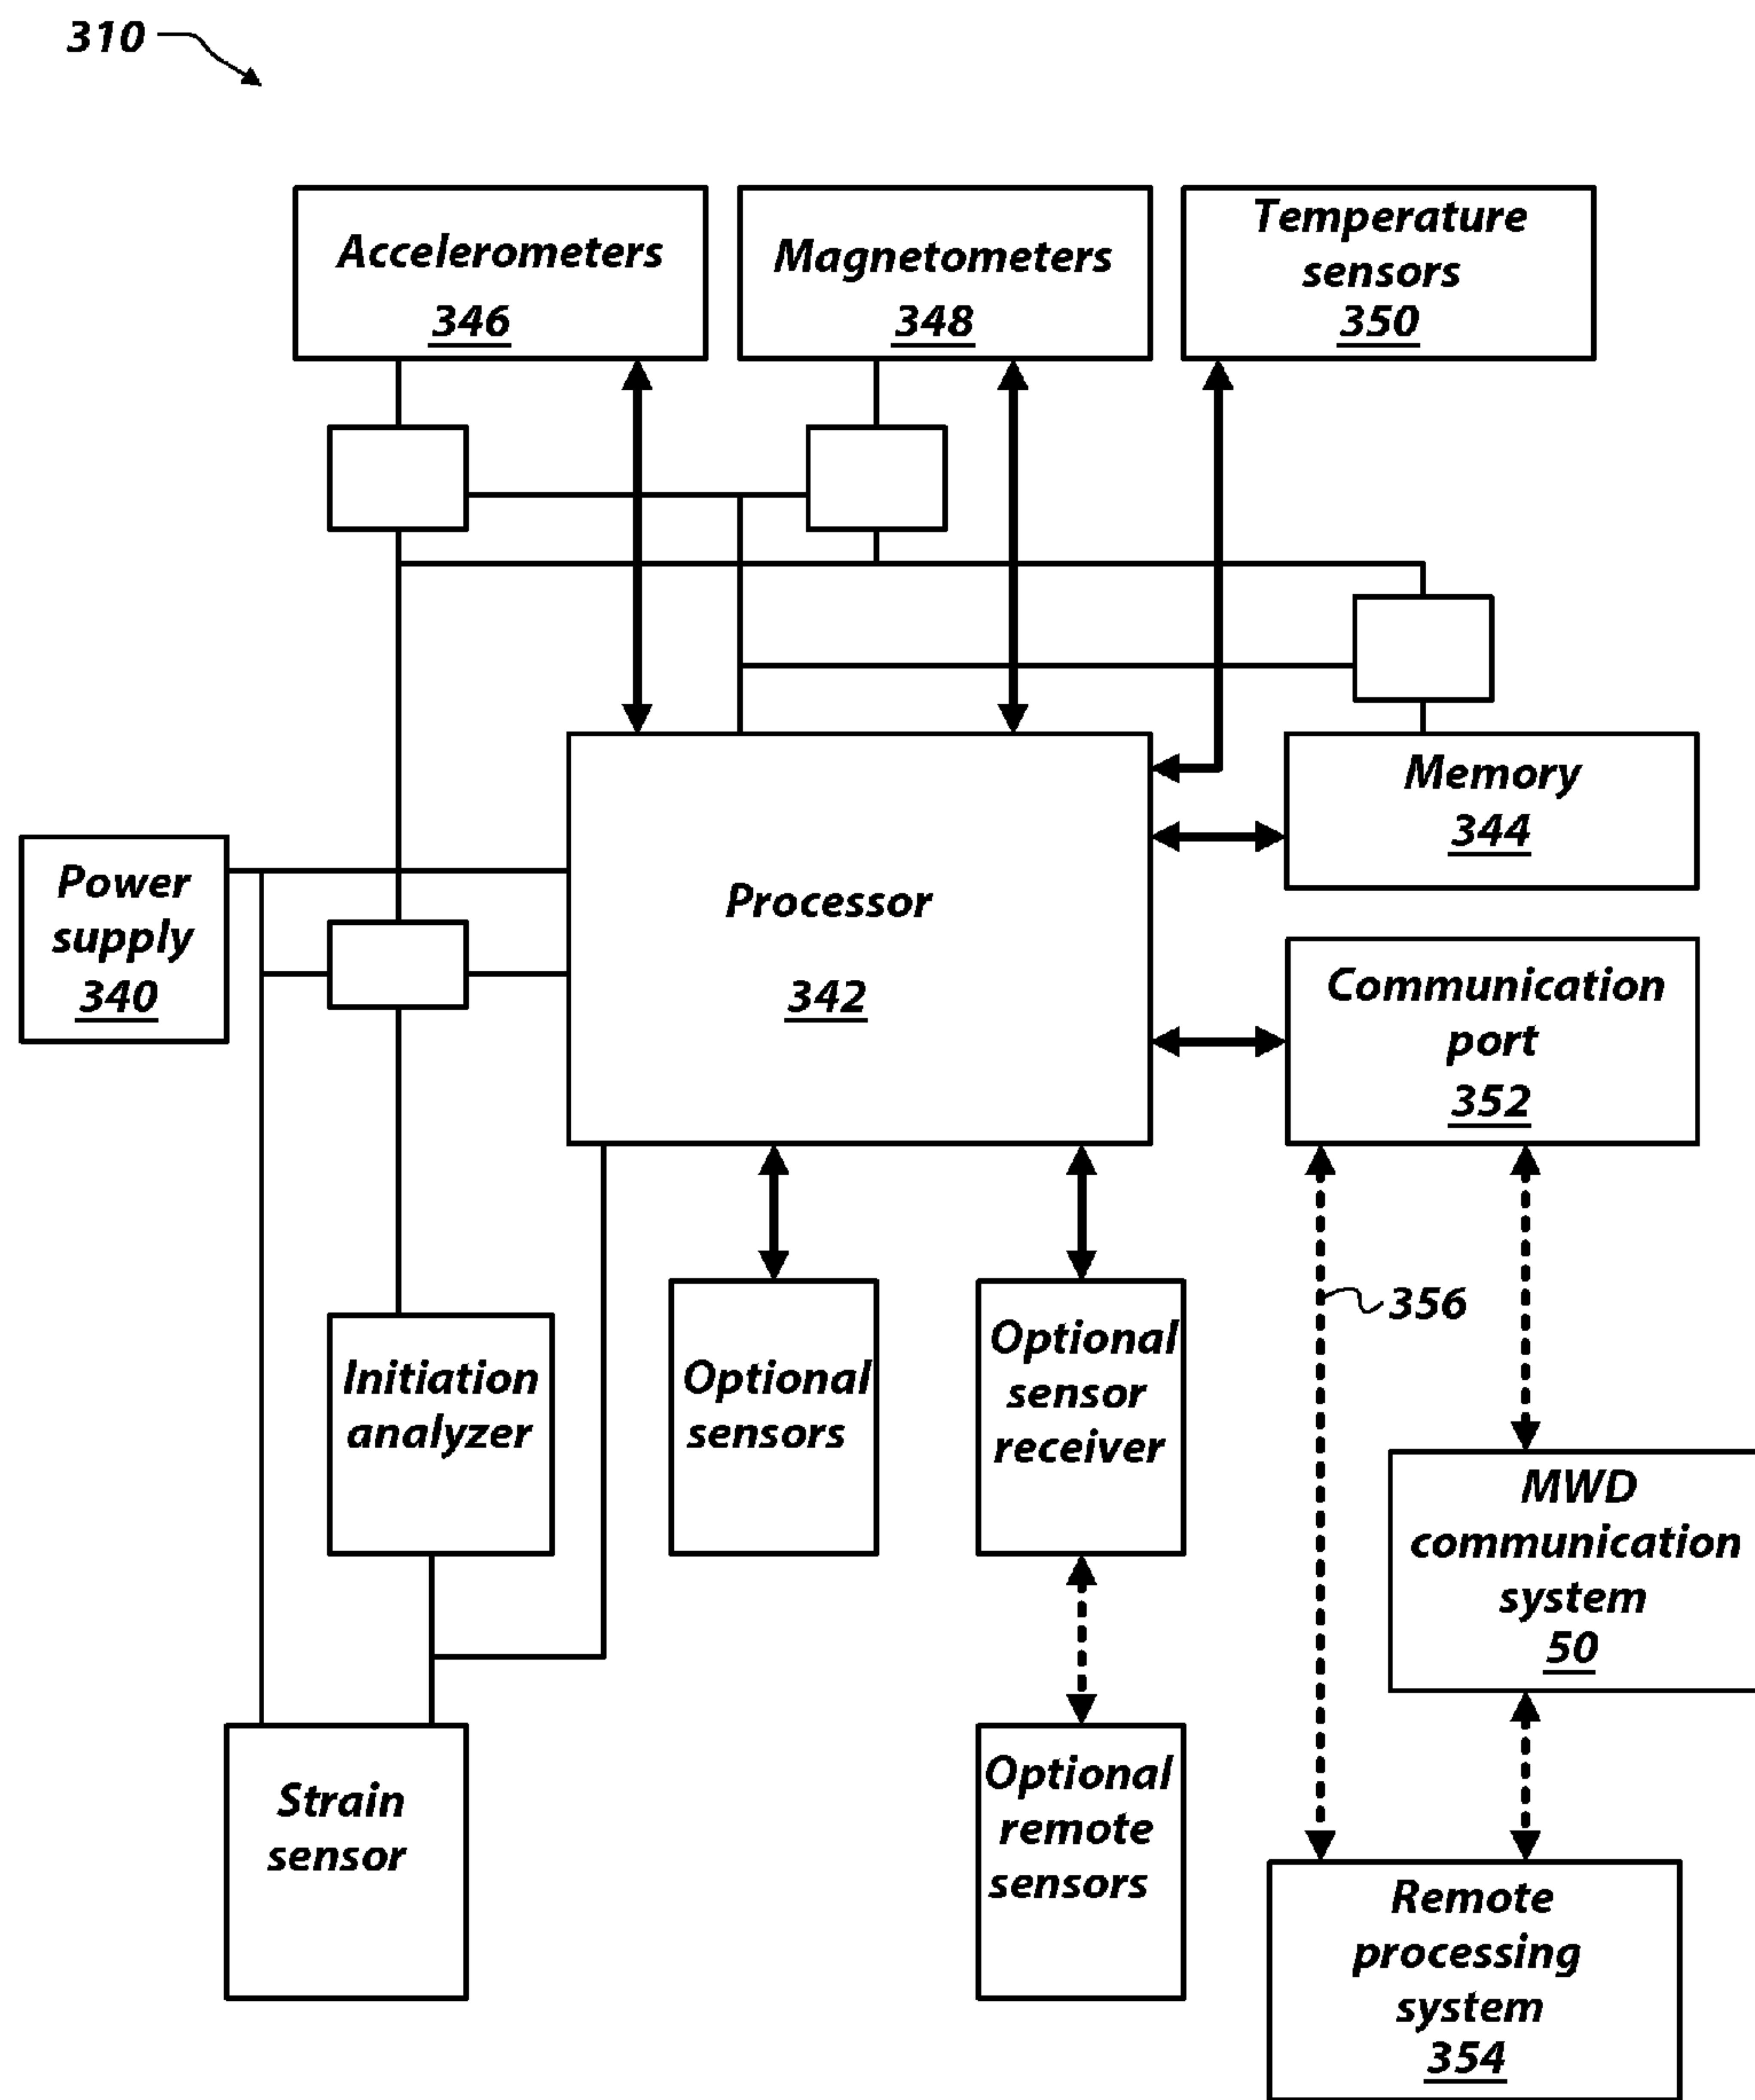 310
Accelerometers
346
Magnetometers
348
Temperature
sensors
350
Memory
344
Power
supply
340
Processor
342
Communication
port
352
356
Initiation
analyzer
Optional
sensors
Optional
sensor
receiver
MWD
communication
system
50
Strain
sensor
Optional
remote
sensors
Remote
processing
system
354